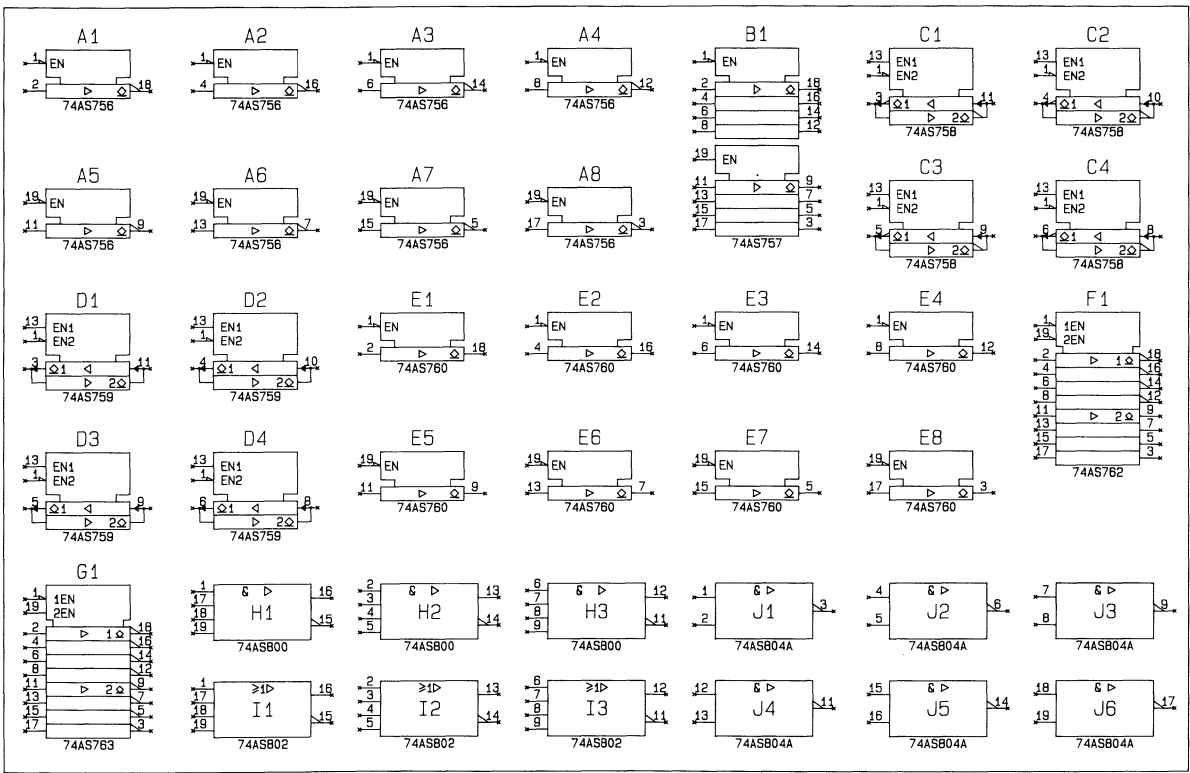 A1 A2 A3 A4 B1 C1 C2
1 EN 1 EN 1 EN 1 EN 1 EN 13 EN1 13 EN1
1 EN2 1 EN2
2 18 4 16 6 14 8 12 2 18 3 1 11 4 1 10
74AS756 74AS756 74AS756 74AS756 4 16 2 2
6 14 74AS758 74AS758
8 12
A5 A6 A7 A8 19 EN C3 C4
19 EN 19 EN 19 EN 19 EN 11 9 13 EN1 13 EN1
13 7 1 EN2 1 EN2
11 9 13 7 15 5 17 3 15 5 5 1 9 6 1 8
74AS756 74AS756 74AS756 74AS756 17 3 2 2
74AS757 74AS758 74AS758
D1 D2 E1 E2 E3 E4 F1
13 EN1 13 EN1 1 EN 1 EN 1 EN 1 EN 1 1EN
1 EN2 1 EN2 19 2EN
3 1 11 4 1 10 2 18 4 16 6 14 8 12 2 1 18
2 2 74AS760 74AS760 74AS760 74AS760 4 16
74AS759 74AS759 6 14
8 12
11 2 9
D3 D4 E5 E6 E7 E8 13 7
13 EN1 13 EN1 19 EN 19 EN 19 EN 19 EN 15 5
1 EN2 1 EN2 17 3
5 1 9 6 1 8 11 9 13 7 15 5 17 3 74AS762
2 2 74AS760 74AS760 74AS760 74AS760
74AS759 74AS759
G1
1 1EN 1 & 16 2 & 13 6 & 12 1 & 4 & 7 &
19 2EN 17 H1 3 H2 7 H3 J1 3 J2 6 J3 9
2 1 18 18 15 4 14 8 11 2 5 8
4 16 19 5 9
6 14 74AS800 74AS800 74AS800 74AS804A 74AS804A 74AS804A
8 12
11 2 9 1 ≥1 16 2 ≥1 13 6 ≥1 12 12 & 15 & 18 &
13 7 17 I1 3 I2 7 I3 J4 11 J5 14 J6 17
15 5 18 15 4 14 8 11 13 16 19
17 3 19 5 9
74AS763 74AS802 74AS802 74AS802 74AS804A 74AS804A 74AS804A